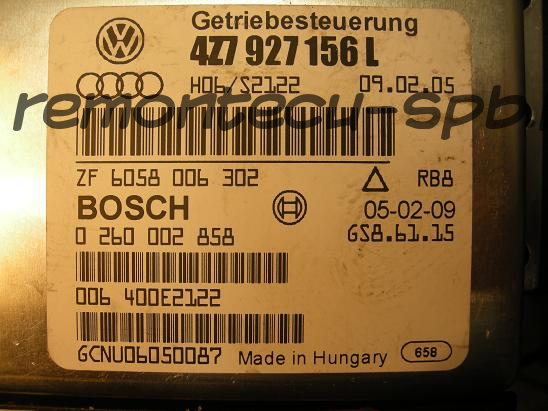 Getriebesteuerung
4Z7 927 156 L
H06/S2122 09.02.05
remontecu-spb.
ZF 6058 006 302 RB8
BOSCH 05-02-09
0 260 002 858 GS8.61.15
006 400E2122
GCNU06050087 Made in Hungary 658